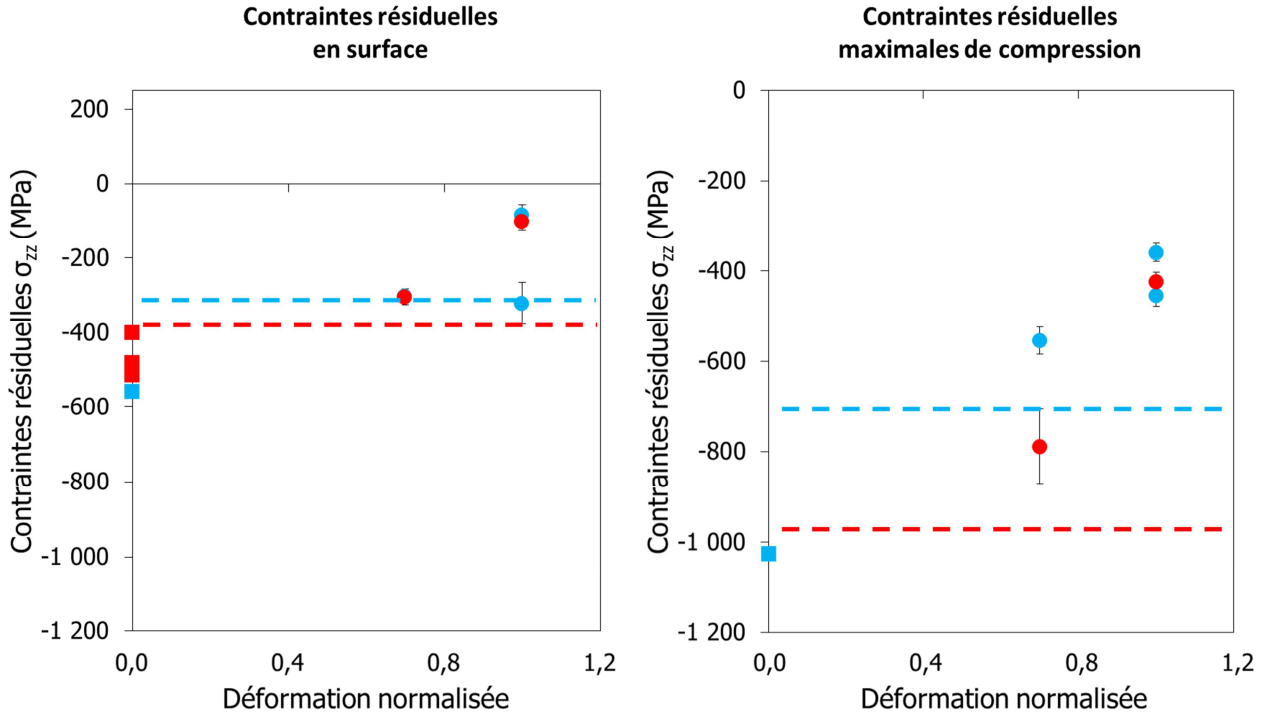 Contraintes résiduelles
en surface
Contraintes résiduelles σzz (MPa)
200
0
-200
-400
-600
-800
-1 000
-1 200
0,0
0,4
0,8
1,2
Déformation normalisée
Contraintes résiduelles
maximales de compression
Contraintes résiduelles σzz (MPa)
0
-200
-400
-600
-800
-1 000
-1 200
0,0
0,4
0,8
1,2
Déformation normalisée